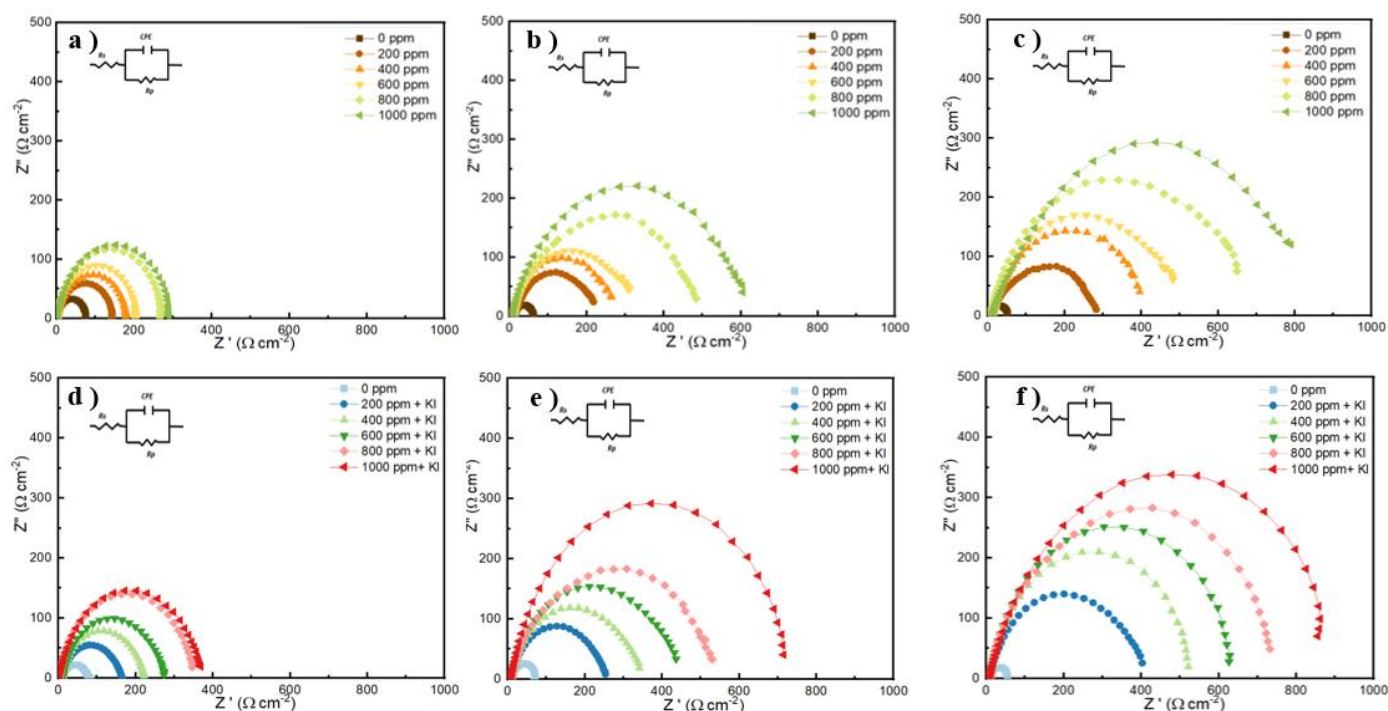 a )
CPE
Rs
Rp
0 ppm
200 ppm
400 ppm
600 ppm
800 ppm
1000 ppm
500
400
300
200
100
0
Z'' (Ω cm-2)
0 200 400 600 800 1000
Z ' (Ω cm-2)
b )
CPE
Rs
Rp
0 ppm
200 ppm
400 ppm
600 ppm
800 ppm
1000 ppm
500
400
300
200
100
0
Z'' (Ω cm-2)
0 200 400 600 800 1000
Z ' (Ω cm-2)
c )
CPE
Rs
Rp
0 ppm
200 ppm
400 ppm
600 ppm
800 ppm
1000 ppm
500
400
300
200
100
0
Z'' (Ω cm-2)
0 200 400 600 800 1000
Z ' (Ω cm-2)
d )
CPE
Rs
Rp
0 ppm
200 ppm + KI
400 ppm + KI
600 ppm + KI
800 ppm + KI
1000 ppm+ KI
500
400
300
200
100
0
Z'' (Ω cm-2)
0 200 400 600 800 1000
Z ' (Ω cm-2)
e )
CPE
Rs
Rp
0 ppm
200 ppm + KI
400 ppm + KI
600 ppm + KI
800 ppm + KI
1000 ppm+ KI
500
400
300
200
100
0
Z'' (Ω cm-2)
0 200 400 600 800 1000
Z ' (Ω cm-2)
f )
CPE
Rs
Rp
0 ppm
200 ppm + KI
400 ppm + KI
600 ppm + KI
800 ppm + KI
1000 ppm+ KI
500
400
300
200
100
0
Z'' (Ω cm-2)
0 200 400 600 800 1000
Z ' (Ω cm-2)